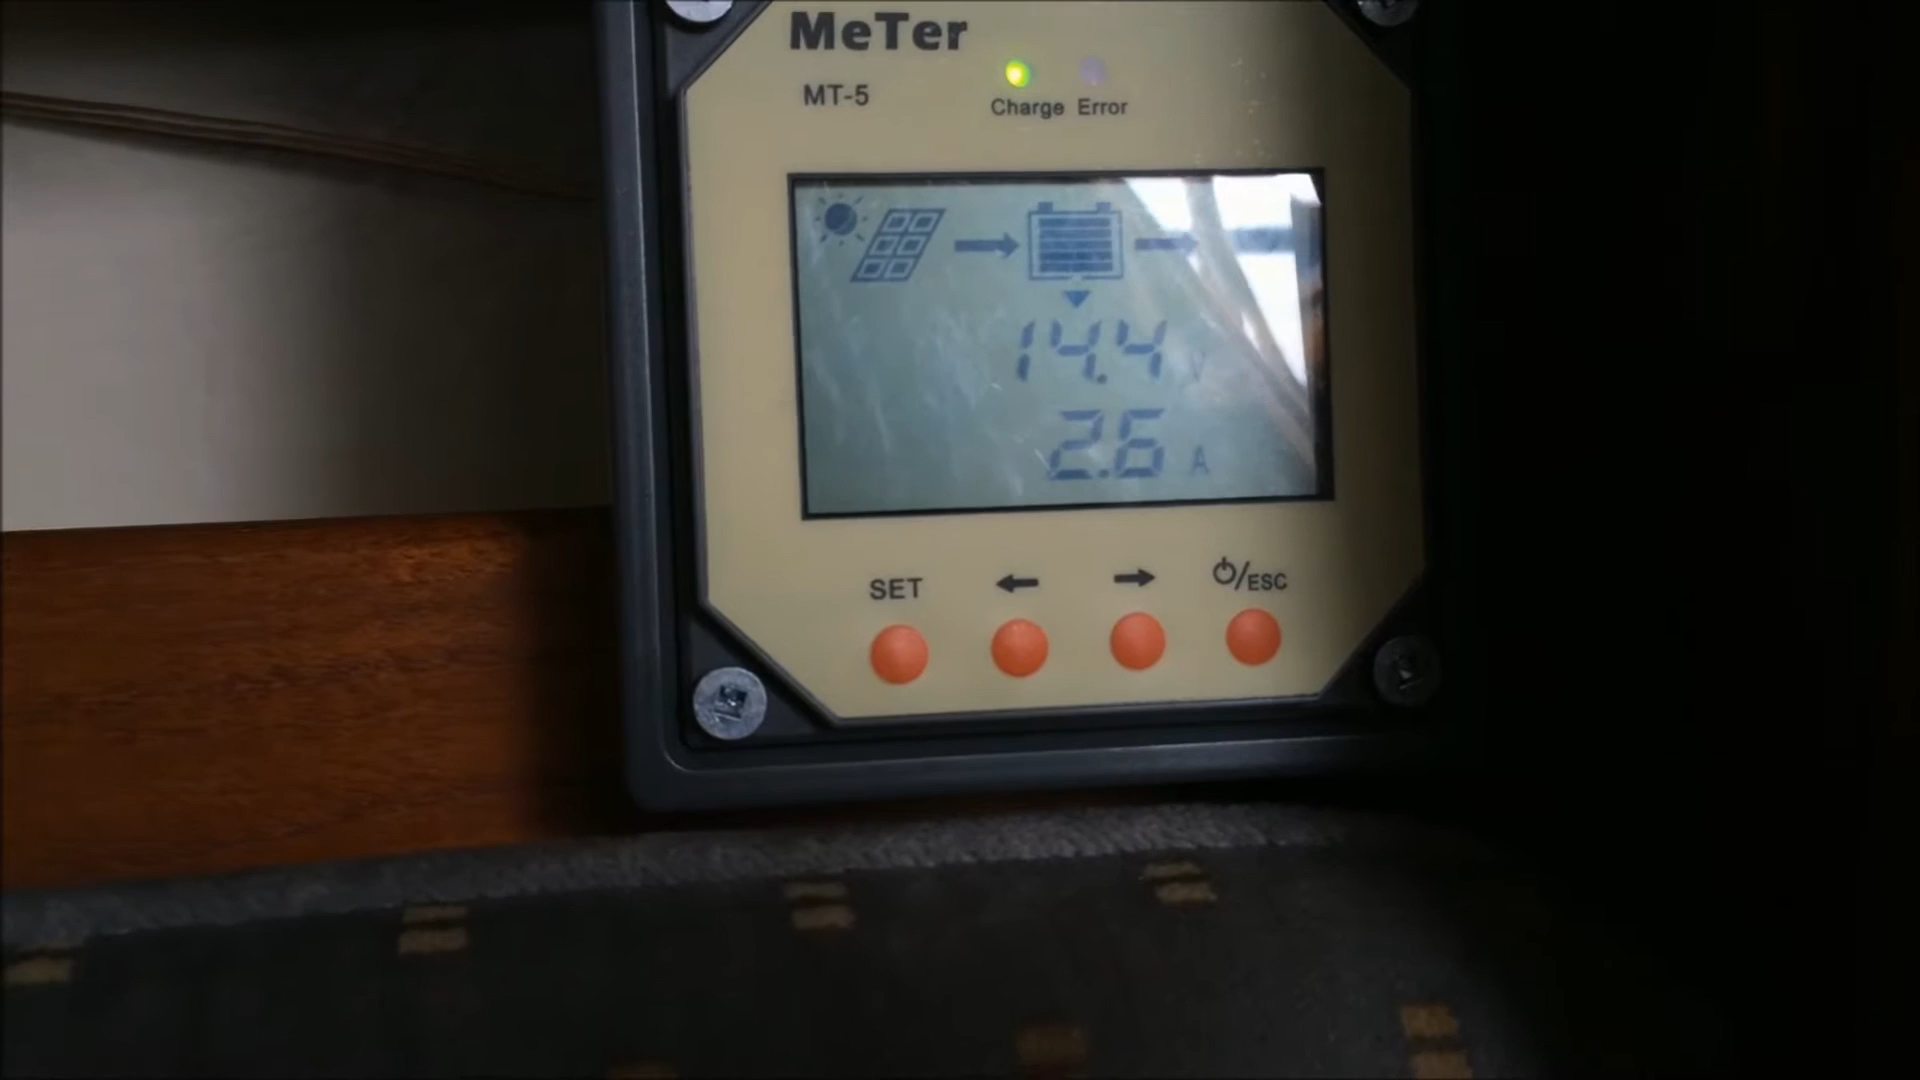 MeTer
MT-5
Charge Error
14.4 V
2.6 A
SET ← → ⏻/ESC